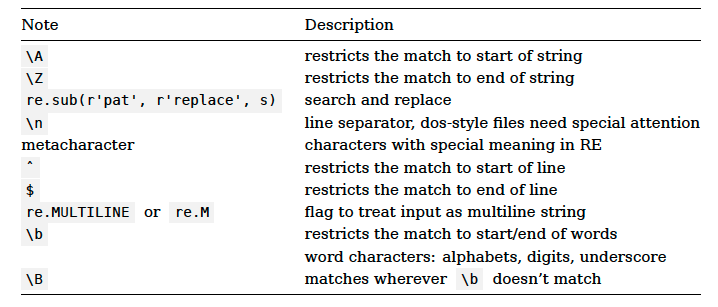 Note Description
\A restricts the match to start of string
\Z restricts the match to end of string
re.sub(r'pat', r'replace', s) search and replace
\n line separator, dos-style files need special attention
metacharacter characters with special meaning in RE
^ restricts the match to start of line
$ restricts the match to end of line
re.MULTILINE or re.M flag to treat input as multiline string
\b restricts the match to start/end of words
word characters: alphabets, digits, underscore
\B matches wherever \b doesn’t match